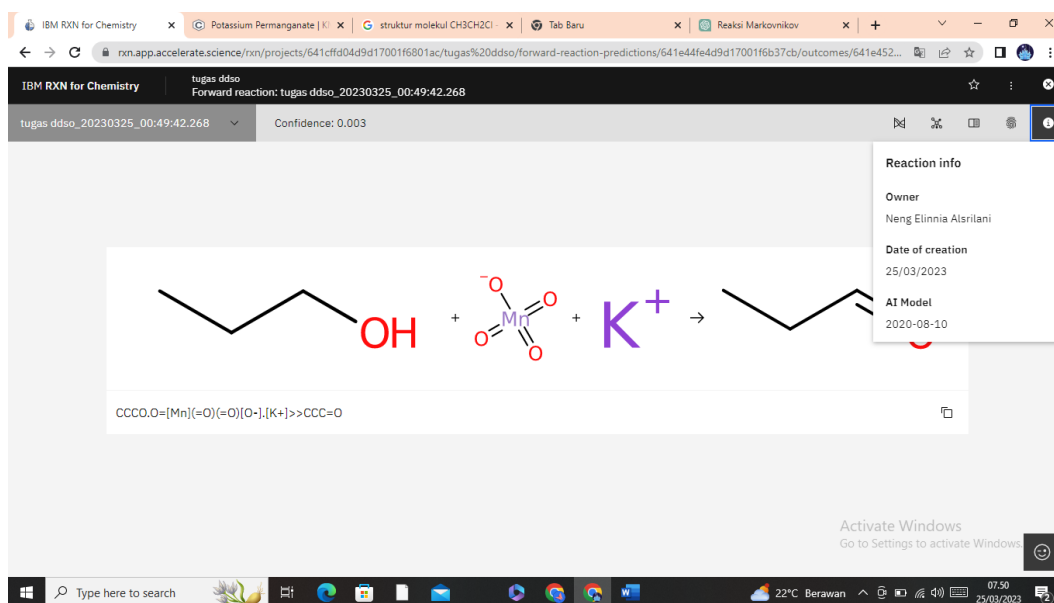 IBM RXN for Chemistry
Potassium Permanganate | K
struktur molekul CH3CH2Cl -
Tab Baru
Reaksi Markovnikov
rxn.app.accelerate.science/rxn/projects/641cffd04d9d17001f6801ac/tugas%20ddso/forward-reaction-predictions/641e44fe4d9d17001f6b37cb/outcomes/641e452...
IBM RXN for Chemistry
tugas ddso
Forward reaction: tugas ddso_20230325_00:49:42.268
tugas ddso_20230325_00:49:42.268
Confidence: 0.003
Reaction info
Owner
Neng Elinnia Alsrilani
Date of creation
25/03/2023
AI Model
2020-08-10
OH
+
-O
O
Mn
O
O
+
K+
→
CCCO.O=[Mn](=O)(=O)[O-].[K+]>>CCC=O
Activate Windows
Go to Settings to activate Windows.
Type here to search
22°C Berawan
07.50
25/03/2023